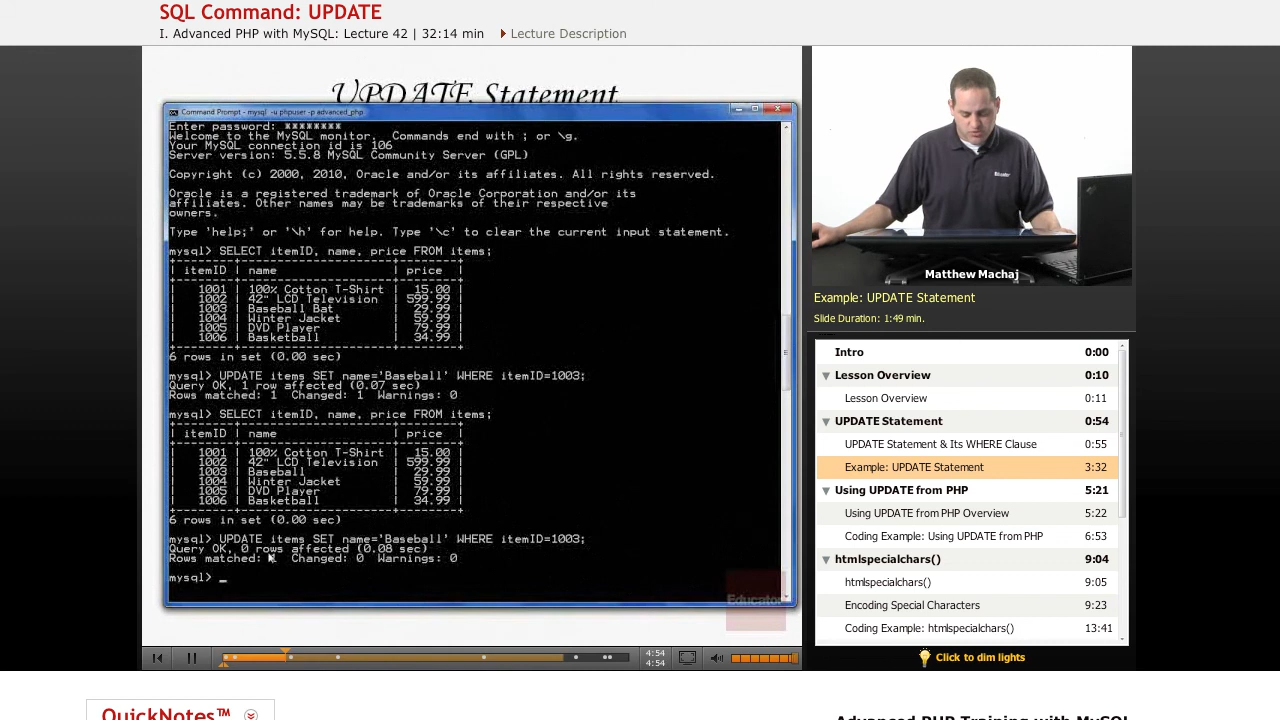 SQL Command: UPDATE
I. Advanced PHP with MySQL: Lecture 42 | 32:14 min
Lecture Description
UPDATE Statement
Command Prompt - mysql -u phpuser -p advanced_php
Enter password: ********
Welcome to the MySQL monitor.  Commands end with ; or \g.
Your MySQL connection id is 106
Server version: 5.5.8 MySQL Community Server (GPL)
Copyright (c) 2000, 2010, Oracle and/or its affiliates. All rights reserved.
Oracle is a registered trademark of Oracle Corporation and/or its
affiliates. Other names may be trademarks of their respective
owners.
Type 'help;' or '\h' for help. Type '\c' to clear the current input statement.
mysql> SELECT itemID, name, price FROM items;
| itemID | name | price |
| 1001 | 100% Cotton T-Shirt | 15.00 |
| 1002 | 42" LCD Television | 599.99 |
| 1003 | Baseball Bat | 29.99 |
| 1004 | Winter Jacket | 59.99 |
| 1005 | DVD Player | 79.99 |
| 1006 | Basketball | 34.99 |
6 rows in set (0.00 sec)
mysql> UPDATE items SET name='Baseball' WHERE itemID=1003;
Query OK, 1 row affected (0.07 sec)
Rows matched: 1  Changed: 1  Warnings: 0
mysql> SELECT itemID, name, price FROM items;
| itemID | name | price |
| 1001 | 100% Cotton T-Shirt | 15.00 |
| 1002 | 42" LCD Television | 599.99 |
| 1003 | Baseball | 29.99 |
| 1004 | Winter Jacket | 59.99 |
| 1005 | DVD Player | 79.99 |
| 1006 | Basketball | 34.99 |
6 rows in set (0.00 sec)
mysql> UPDATE items SET name='Baseball' WHERE itemID=1003;
Query OK, 0 rows affected (0.08 sec)
Rows matched: 1  Changed: 0  Warnings: 0
mysql> _
Educator
4:54
4:54
Educator
Matthew Machaj
Example: UPDATE Statement
Slide Duration: 1:49 min.
Intro 0:00
Lesson Overview 0:10
Lesson Overview 0:11
UPDATE Statement 0:54
UPDATE Statement & Its WHERE Clause 0:55
Example: UPDATE Statement 3:32
Using UPDATE from PHP 5:21
Using UPDATE from PHP Overview 5:22
Coding Example: Using UPDATE from PHP 6:53
htmlspecialchars() 9:04
htmlspecialchars() 9:05
Encoding Special Characters 9:23
Coding Example: htmlspecialchars() 13:41
Click to dim lights
QuickNotes™
Advanced PHP Training with MySQL